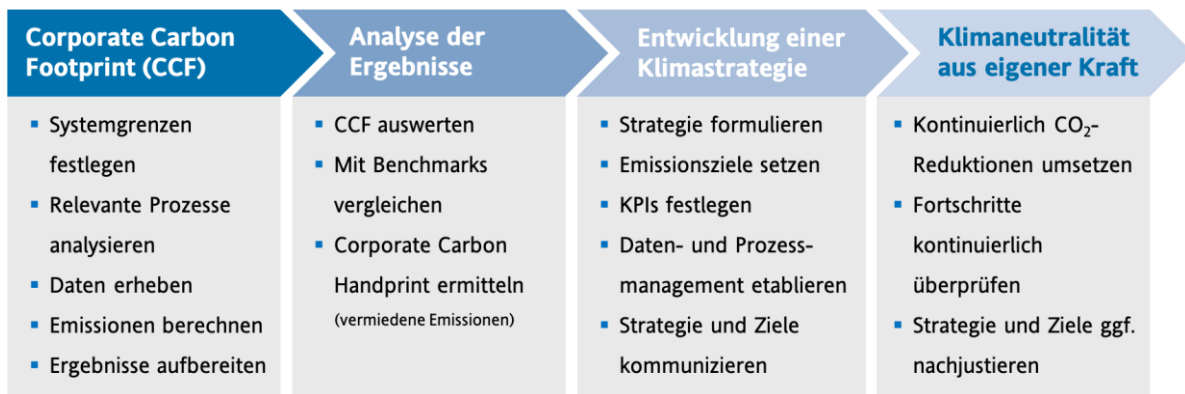 Corporate Carbon
Footprint (CCF)
Systemgrenzen
festlegen
Relevante Prozesse
analysieren
Daten erheben
Emissionen berechnen
Ergebnisse aufbereiten
Analyse der
Ergebnisse
CCF auswerten
Mit Benchmarks
vergleichen
Corporate Carbon
Handprint ermitteln
(vermiedene Emissionen)
Entwicklung einer
Klimastrategie
Strategie formulieren
Emissionsziele setzen
KPIs festlegen
Daten- und Prozess-
management etablieren
Strategie und Ziele
kommunizieren
Klimaneutralität
aus eigener Kraft
Kontinuierlich CO₂-
Reduktionen umsetzen
Fortschritte
kontinuierlich
überprüfen
Strategie und Ziele ggf.
nachjustieren